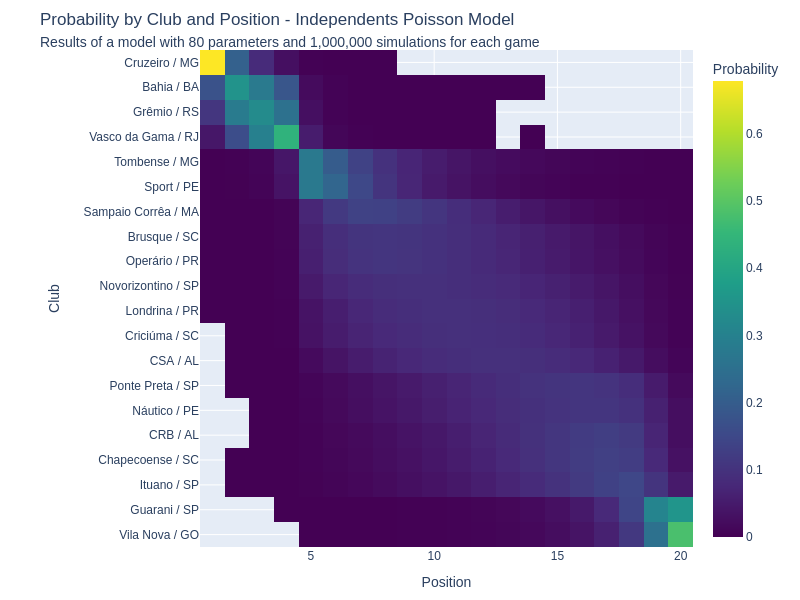 Probability by Club and Position - Independents Poisson Model
Results of a model with 80 parameters and 1,000,000 simulations for each game
Probability
Cruzeiro / MG
Bahia / BA
Grêmio / RS
Vasco da Gama / RJ
Tombense / MG
Sport / PE
Sampaio Corrêa / MA
Brusque / SC
Operário / PR
Novorizontino / SP
Londrina / PR
Criciúma / SC
CSA / AL
Ponte Preta / SP
Náutico / PE
CRB / AL
Chapecoense / SC
Ituano / SP
Guarani / SP
Vila Nova / GO
Club
5
10
15
20
Position
0.6
0.5
0.4
0.3
0.2
0.1
0